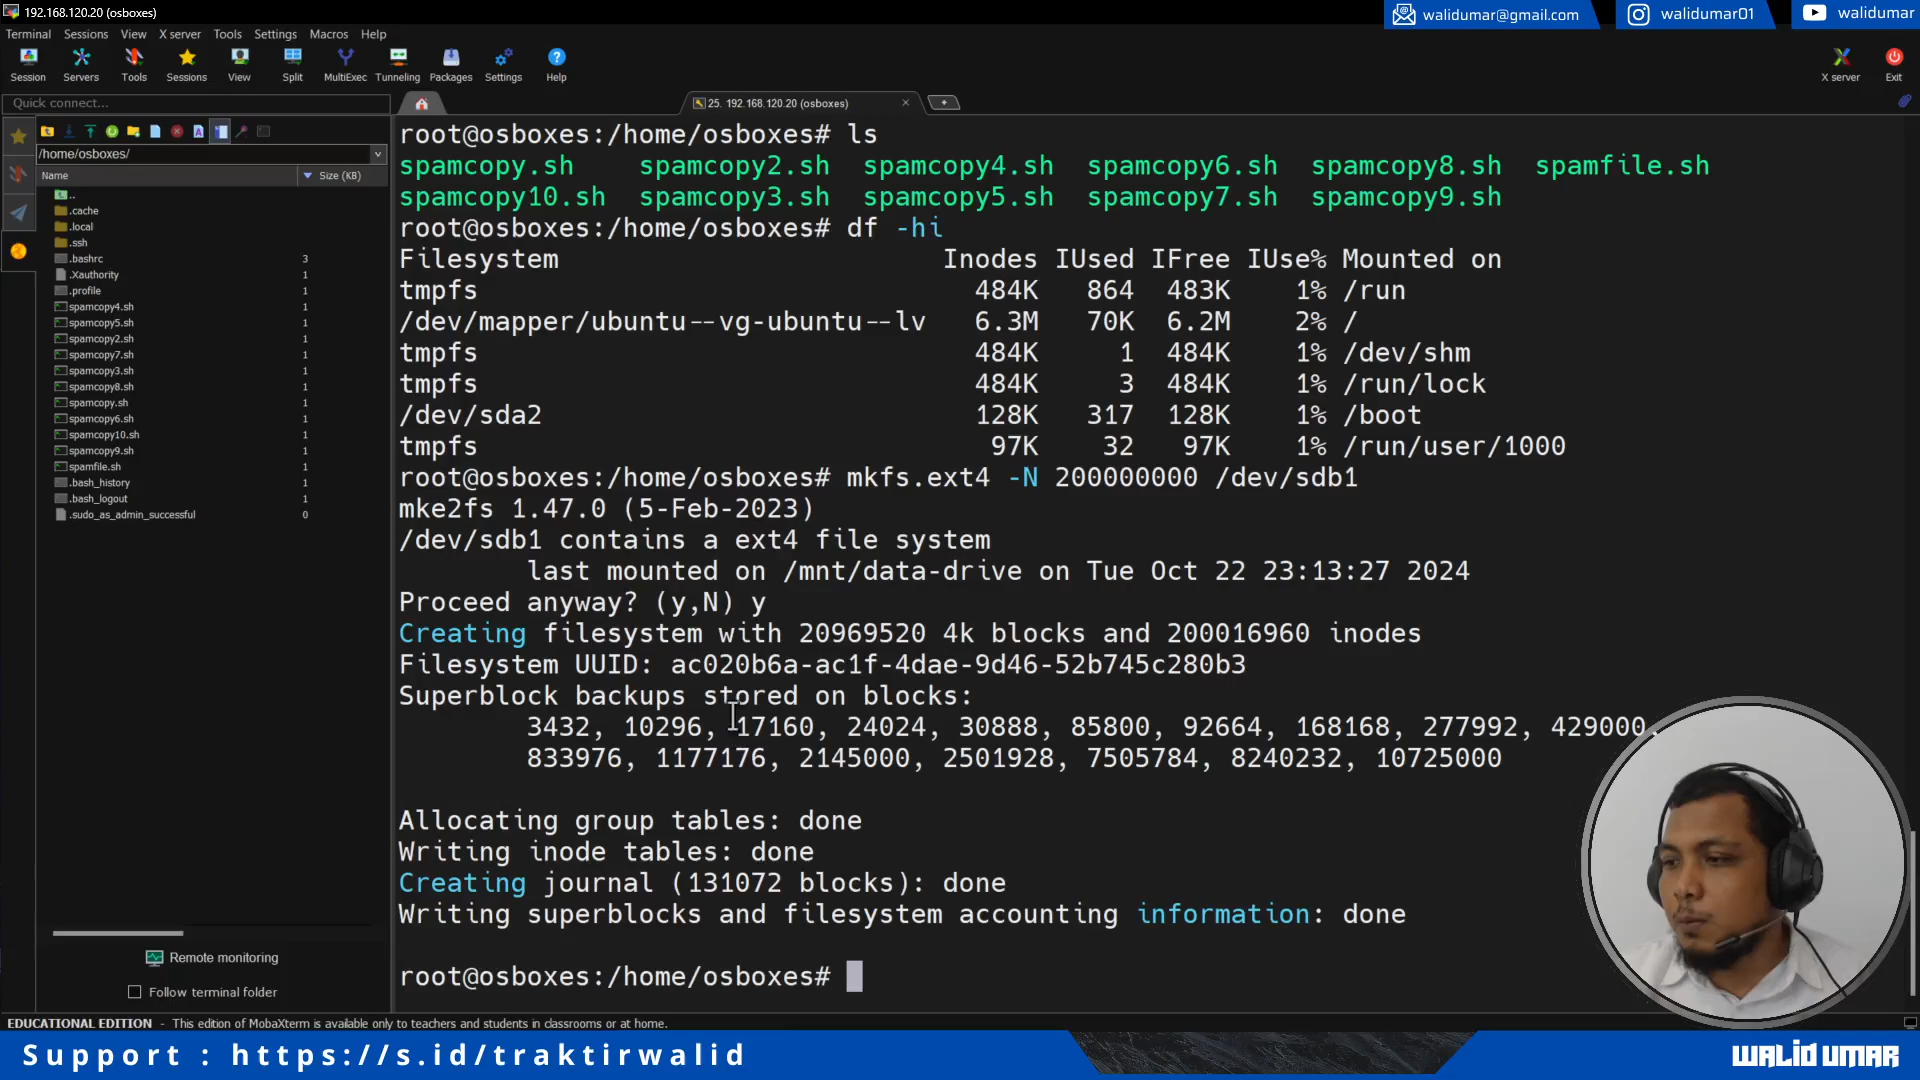 192.168.120.20 (osboxes)
walidumar@gmail.com
walidumar01
walidumar
Terminal Sessions View X server Tools Settings Macros Help
Session Servers Tools Sessions View Split MultiExec Tunneling Packages Settings Help
X server Exit
Quick connect...
25. 192.168.120.20 (osboxes)
/home/osboxes/
Name Size (KB)
..
.cache
.local
.ssh
.bashrc 3
.Xauthority 1
.profile 1
spamcopy4.sh 1
spamcopy5.sh 1
spamcopy2.sh 1
spamcopy7.sh 1
spamcopy3.sh 1
spamcopy8.sh 1
spamcopy.sh 1
spamcopy6.sh 1
spamcopy10.sh 1
spamcopy9.sh 1
spamfile.sh 1
.bash_history 1
.bash_logout 1
.sudo_as_admin_successful 0
Remote monitoring
Follow terminal folder
root@osboxes:/home/osboxes# ls
spamcopy.sh spamcopy2.sh spamcopy4.sh spamcopy6.sh spamcopy8.sh spamfile.sh
spamcopy10.sh spamcopy3.sh spamcopy5.sh spamcopy7.sh spamcopy9.sh
root@osboxes:/home/osboxes# df -hi
Filesystem Inodes IUsed IFree IUse% Mounted on
tmpfs 484K 864 483K 1% /run
/dev/mapper/ubuntu--vg-ubuntu--lv 6.3M 70K 6.2M 2% /
tmpfs 484K 1 484K 1% /dev/shm
tmpfs 484K 3 484K 1% /run/lock
/dev/sda2 128K 317 128K 1% /boot
tmpfs 97K 32 97K 1% /run/user/1000
root@osboxes:/home/osboxes# mkfs.ext4 -N 200000000 /dev/sdb1
mke2fs 1.47.0 (5-Feb-2023)
/dev/sdb1 contains a ext4 file system
last mounted on /mnt/data-drive on Tue Oct 22 23:13:27 2024
Proceed anyway? (y,N) y
Creating filesystem with 20969520 4k blocks and 200016960 inodes
Filesystem UUID: ac020b6a-ac1f-4dae-9d46-52b745c280b3
Superblock backups stored on blocks:
3432, 10296, 17160, 24024, 30888, 85800, 92664, 168168, 277992, 429000,
833976, 1177176, 2145000, 2501928, 7505784, 8240232, 10725000
Allocating group tables: done
Writing inode tables: done
Creating journal (131072 blocks): done
Writing superblocks and filesystem accounting information: done
root@osboxes:/home/osboxes#
EDUCATIONAL EDITION - This edition of MobaXterm is available only to teachers and students in classrooms or at home.
Support : https://s.id/traktirwalid
WALID UMAR